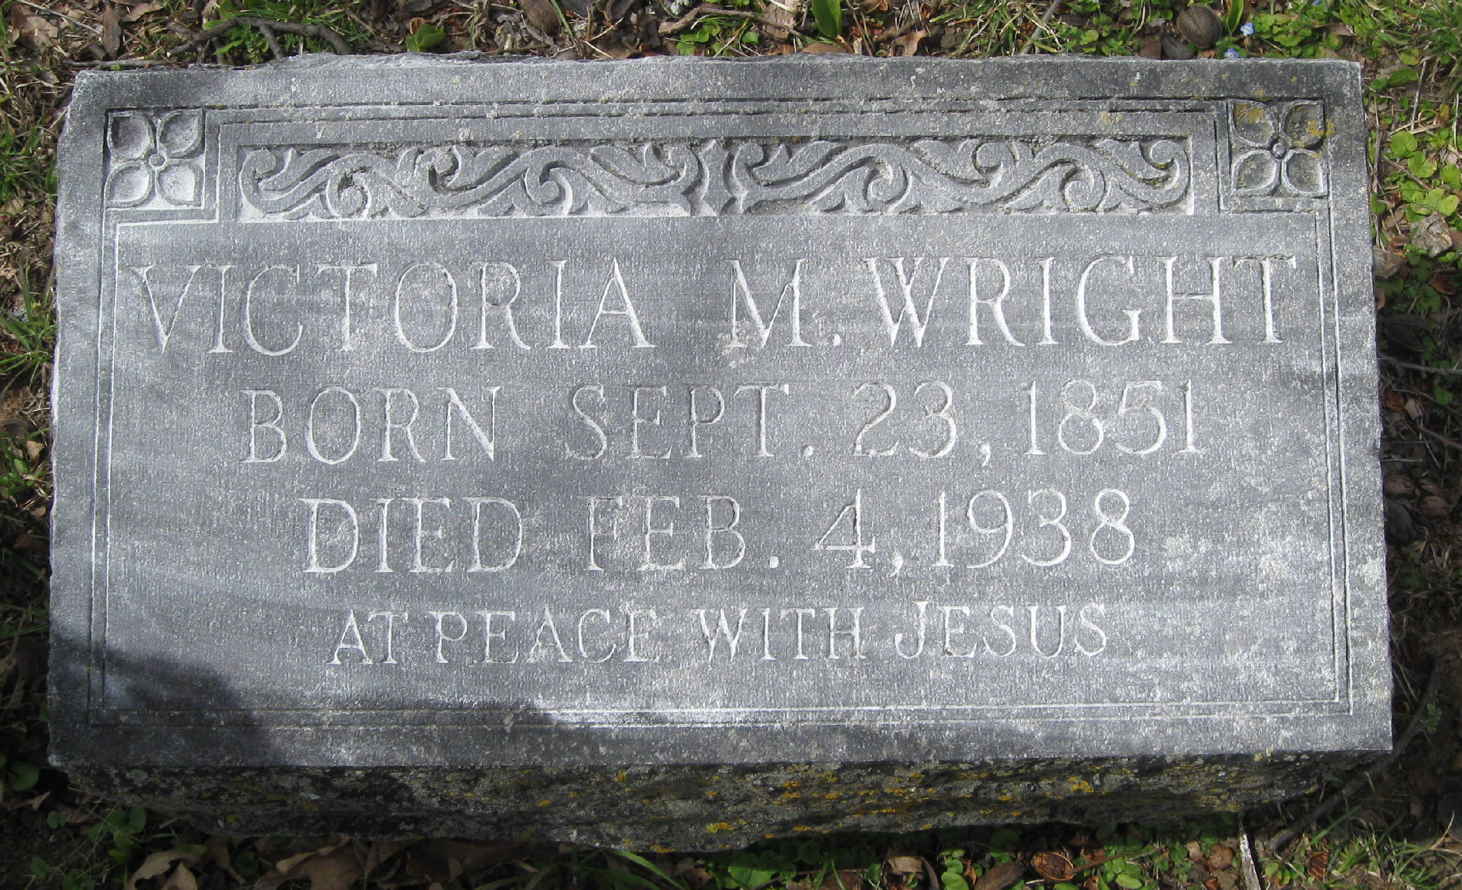 VICTORIA M. WRIGHT
BORN SEPT. 23, 1851
DIED FEB. 4, 1938
AT PEACE WITH JESUS